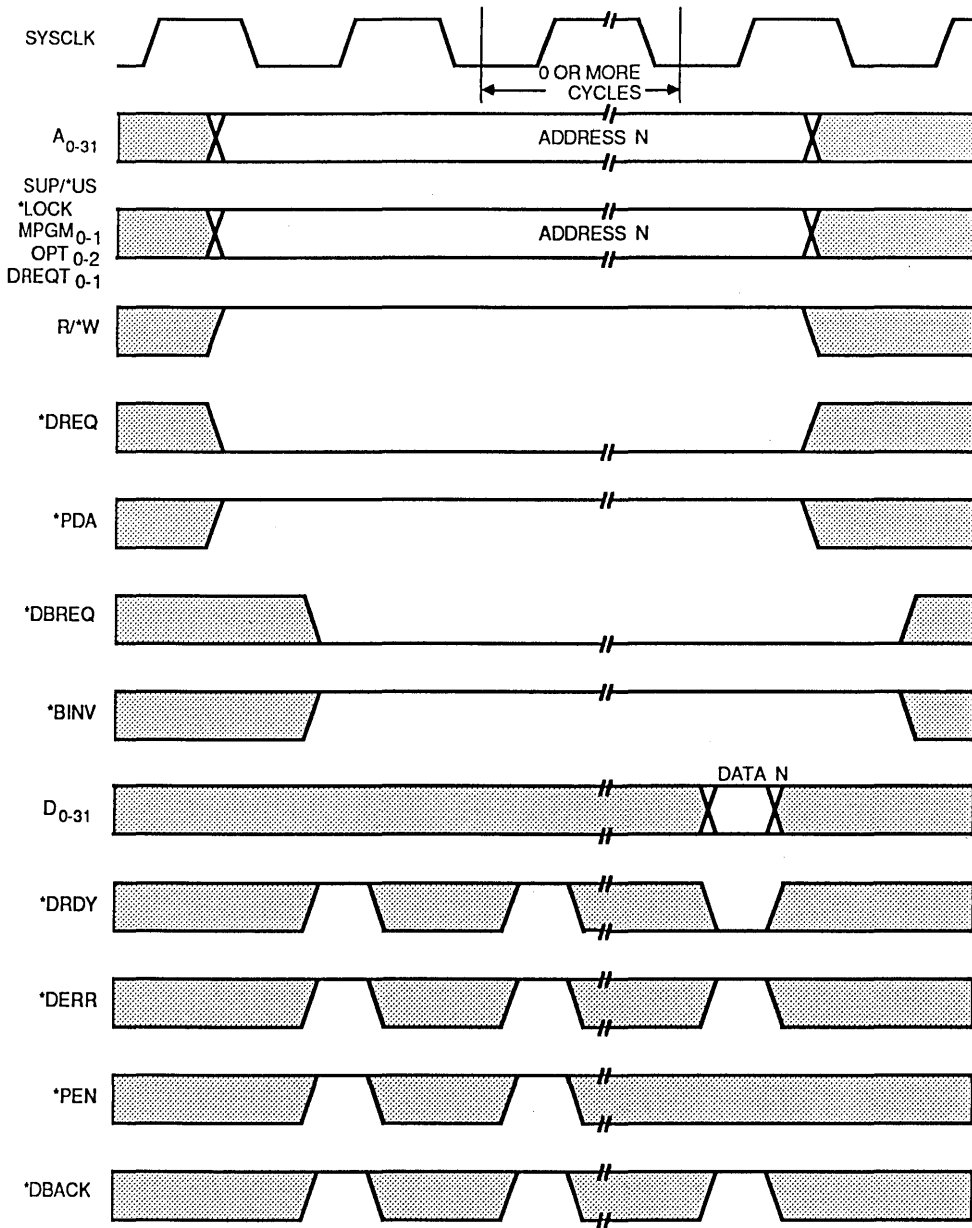 SYSCLK
0 OR MORE
CYCLES
A0-31
ADDRESS N
SUP/*US
*LOCK
MPGM0-1
OPT0-2
DREQT0-1
ADDRESS N
R/*W
*DREQ
*PDA
*DBREQ
*BINV
DATA N
D0-31
*DRDY
*DERR
*PEN
*DBACK